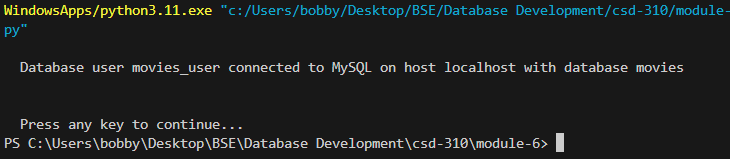 WindowsApps/python3.11.exe "c:/Users/bobby/Desktop/BSE/Database Development/csd-310/module-
py"
Database user movies_user connected to MySQL on host localhost with database movies
Press any key to continue...
PS C:\Users\bobby\Desktop\BSE\Database Development\csd-310\module-6>